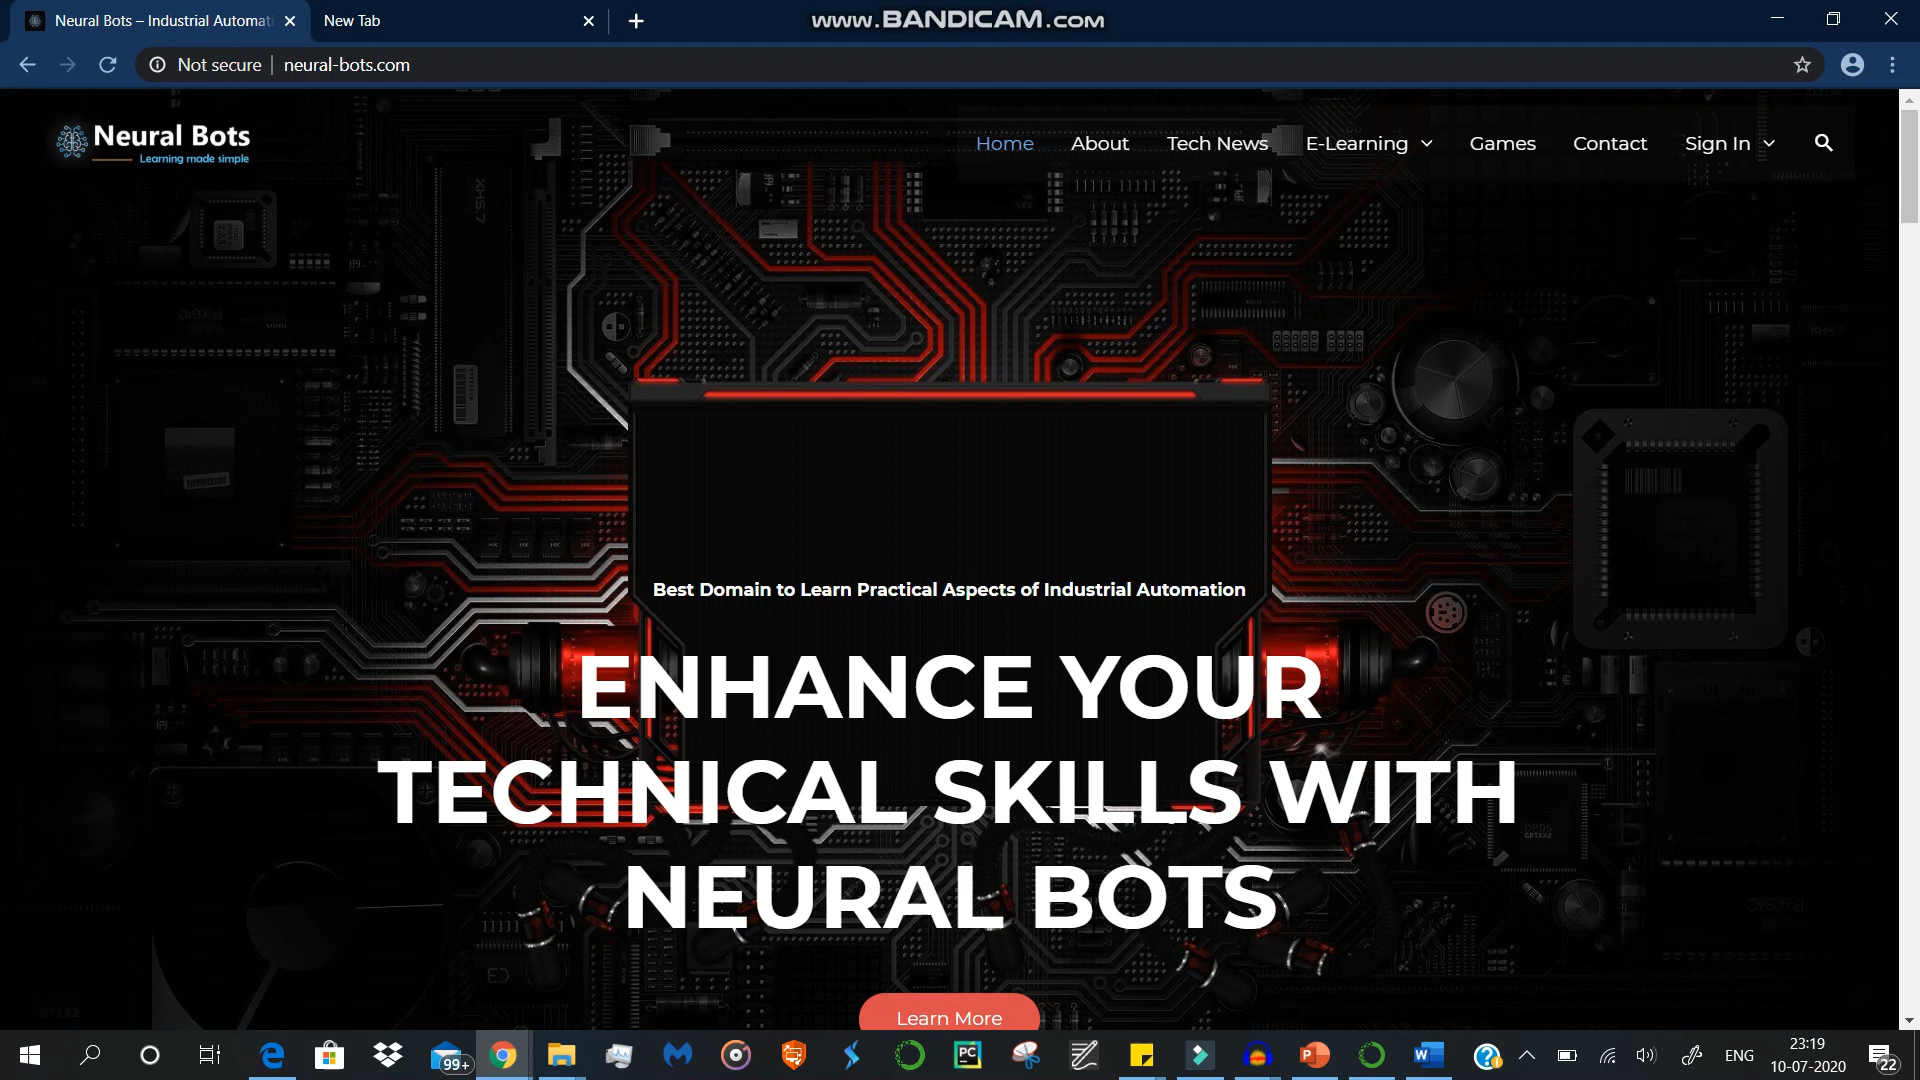 Neural Bots – Industrial Automati
New Tab
www.BANDICAM.com
Not secure
neural-bots.com
Neural Bots
Learning made simple
Home
About
Tech News
E-Learning
Games
Contact
Sign In
Best Domain to Learn Practical Aspects of Industrial Automation
ENHANCE YOUR
TECHNICAL SKILLS WITH
NEURAL BOTS
Learn More
99+
ENG
23:19
10-07-2020
22